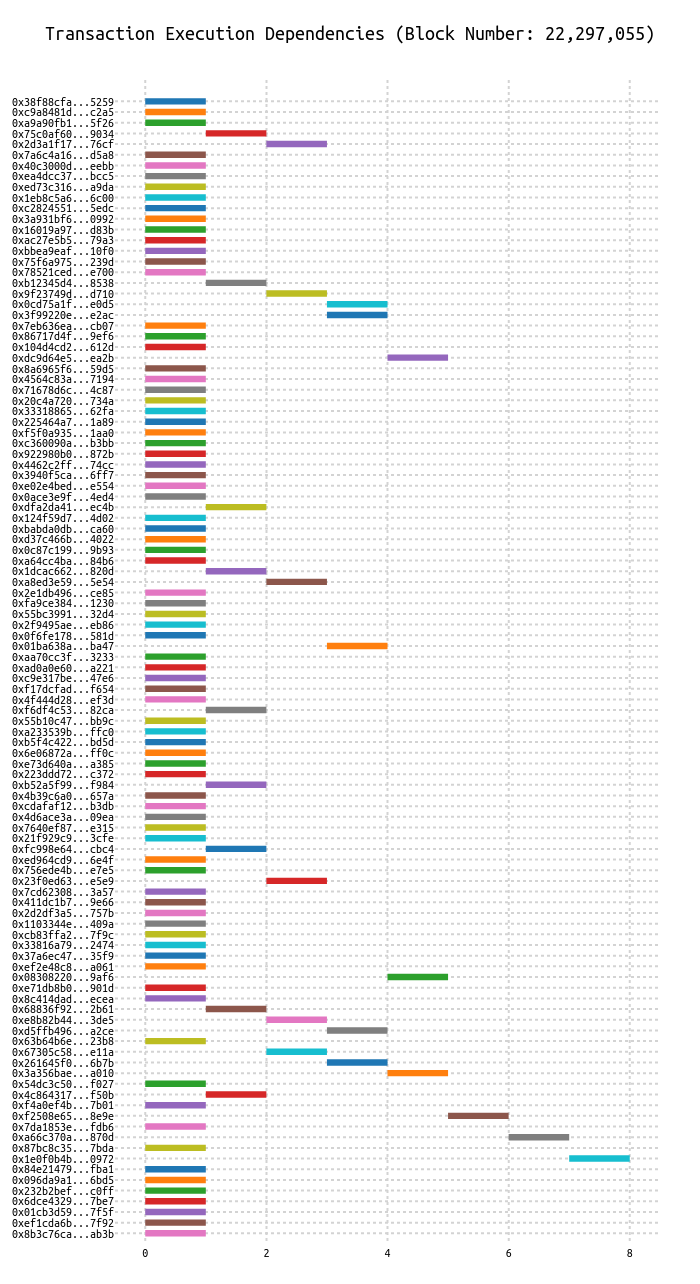 Transaction Execution Dependencies (Block Number: 22,297,055)
0x38f88cfa...5259
0xc9a8481d...c2a5
0xa9a90fb1...5f26
0x75c0af60...9034
0x2d3a1f17...76cf
0x7a6c4a16...d5a8
0x40c3000d...eebb
0xea4dcc37...bcc5
0xed73c316...a9da
0x1eb8c5a6...6c00
0xc2824551...5edc
0x3a931bf6...0992
0x16019a97...d83b
0xac27e5b5...79a3
0xbbea9eaf...10f0
0x75f6a975...239d
0x78521ced...e700
0xb12345d4...8538
0x9f23749d...d710
0x0cd75a1f...e0d5
0x3f99220e...e2ac
0x7eb636ea...cb07
0x86717d4f...9ef6
0x104d4cd2...612d
0xdc9d64e5...ea2b
0x8a6965f6...59d5
0x4564c83a...7194
0x71678d6c...4c87
0x20c4a720...734a
0x33318865...62fa
0x225464a7...1a89
0xf5f0a935...1aa0
0xc360090a...b3bb
0x922980b0...872b
0x4462c2ff...74cc
0x3940f5ca...6ff7
0xe02e4bed...e554
0x0ace3e9f...4ed4
0xdfa2da41...ec4b
0x124f59d7...4d02
0xbabda0db...ca60
0xd37c466b...4022
0x0c87c199...9b93
0xa64cc4ba...84b6
0x1dcac662...820d
0xa8ed3e59...5e54
0x2e1db496...ce85
0xfa9ce384...1230
0x55bc3991...32d4
0x2f9495ae...eb86
0x0f6fe178...581d
0x01ba638a...ba47
0xaa70cc3f...3233
0xad0a0e60...a221
0xc9e317be...47e6
0xf17dcfad...f654
0x4f444d28...ef3d
0xf6df4c53...82ca
0x55b10c47...bb9c
0xa233539b...ffc0
0xb5f4c422...bd5d
0x6e06872a...ff0c
0xe73d640a...a385
0x223ddd72...c372
0xb52a5f99...f984
0x4b39c6a0...657a
0xcdafaf12...b3db
0x4d6ace3a...09ea
0x7640ef87...e315
0x21f929c9...3cfe
0xfc998e64...cbc4
0xed964cd9...6e4f
0x756ede4b...e7e5
0x23f0ed63...e5e9
0x7cd62308...3a57
0x411dc1b7...9e66
0x2d2df3a5...757b
0x1103344e...409a
0xcb83ffa2...7f9c
0x33816a79...2474
0x37a6ec47...35f9
0xef2e48c8...a061
0x08308220...9af6
0xe71db8b0...901d
0x8c414dad...ecea
0x68836f92...2b61
0xe8b82b44...3de5
0xd5ffb496...a2ce
0x63b64b6e...23b8
0x67305c58...e11a
0x261645f0...6b7b
0x3a356bae...a010
0x54dc3c50...f027
0x4c864317...f50b
0xf4a0ef4b...7b01
0xf2508e65...8e9e
0x7da1853e...fdb6
0xa66c370a...870d
0x87bc8c35...7bda
0x1e0f0b4b...0972
0x84e21479...fba1
0x096da9a1...6bd5
0x232b2bef...c0ff
0x6dce4329...7be7
0x01cb3d59...7f5f
0xef1cda6b...7f92
0x8b3c76ca...ab3b
0 2 4 6 8